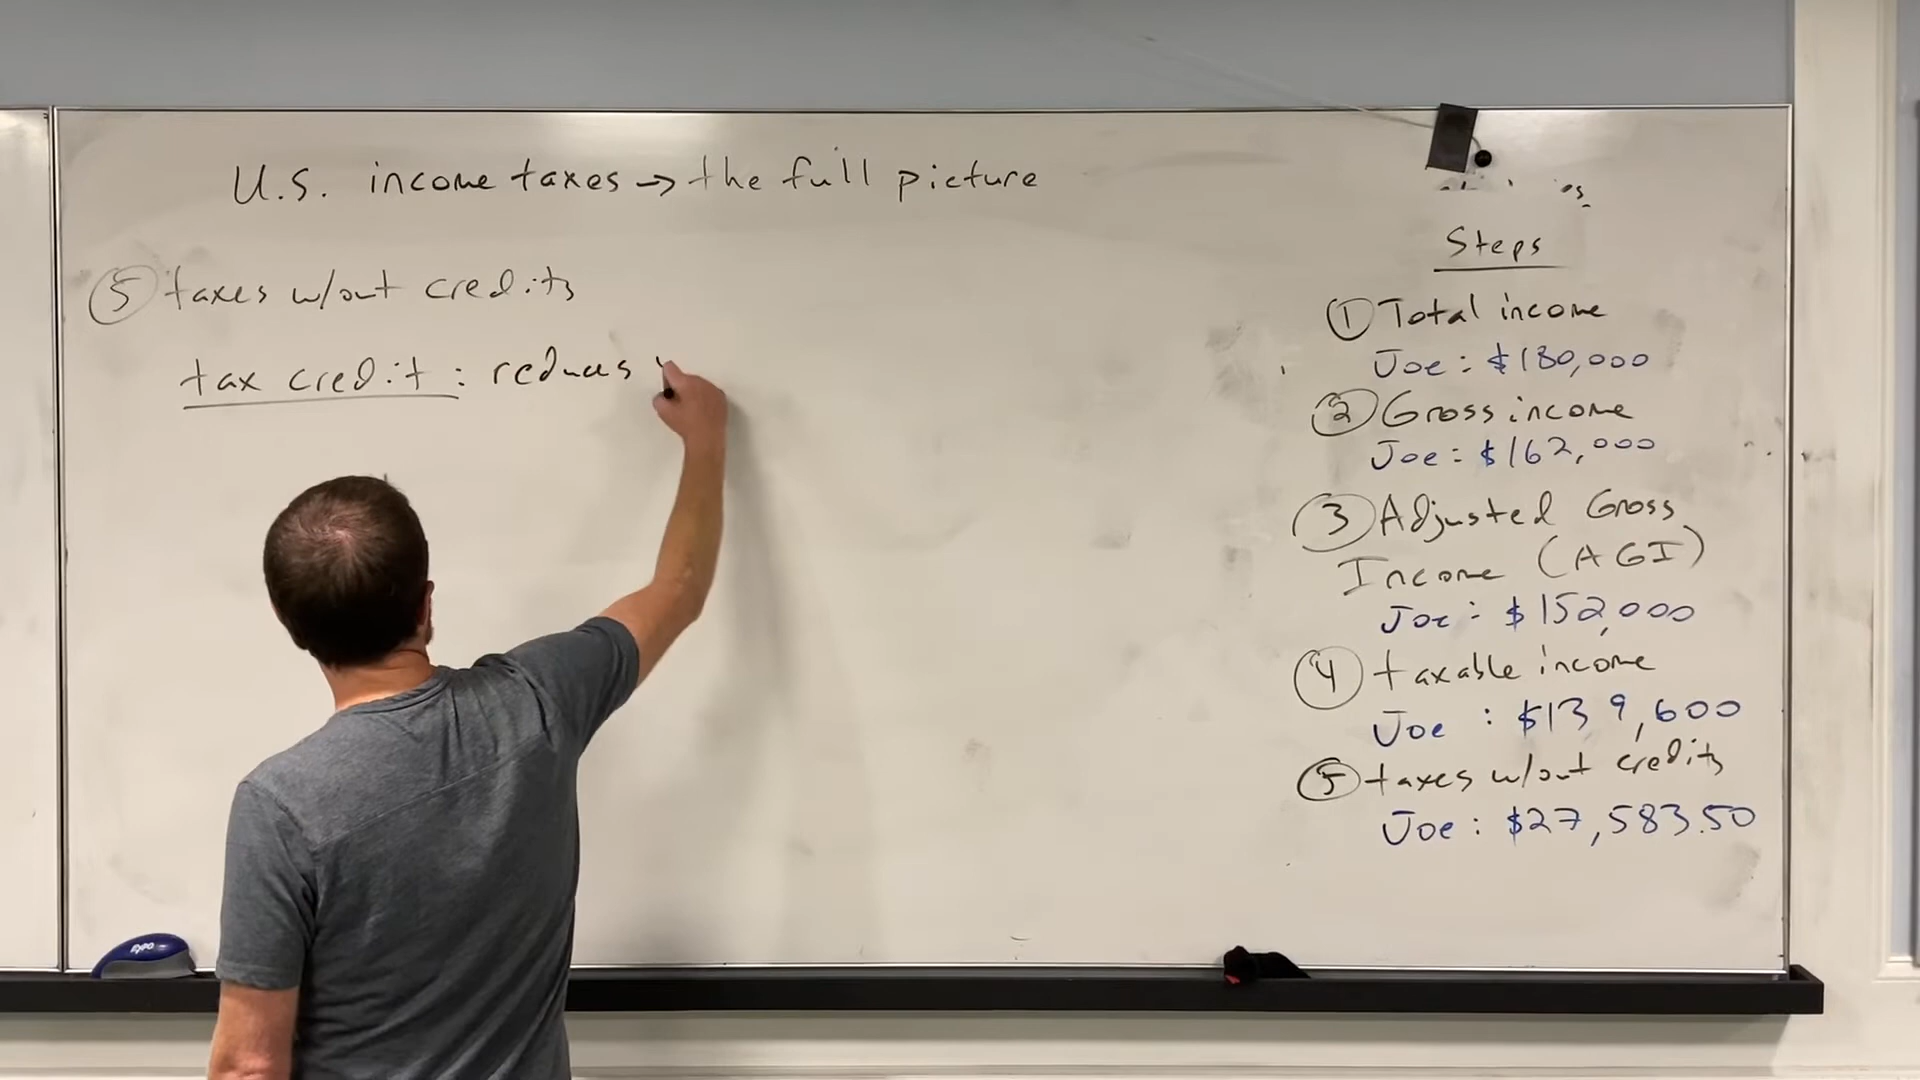 U.S. income taxes → the full picture
⑤ taxes w/out credits
tax credit : reduces
EXPO
Steps
① Total income
Joe : $180,000
② Gross income
Joe : $162,000
③ Adjusted Gross
Income (AGI)
Joe : $152,000
④ taxable income
Joe : $139,600
⑤ taxes w/out credits
Joe : $27,583.50